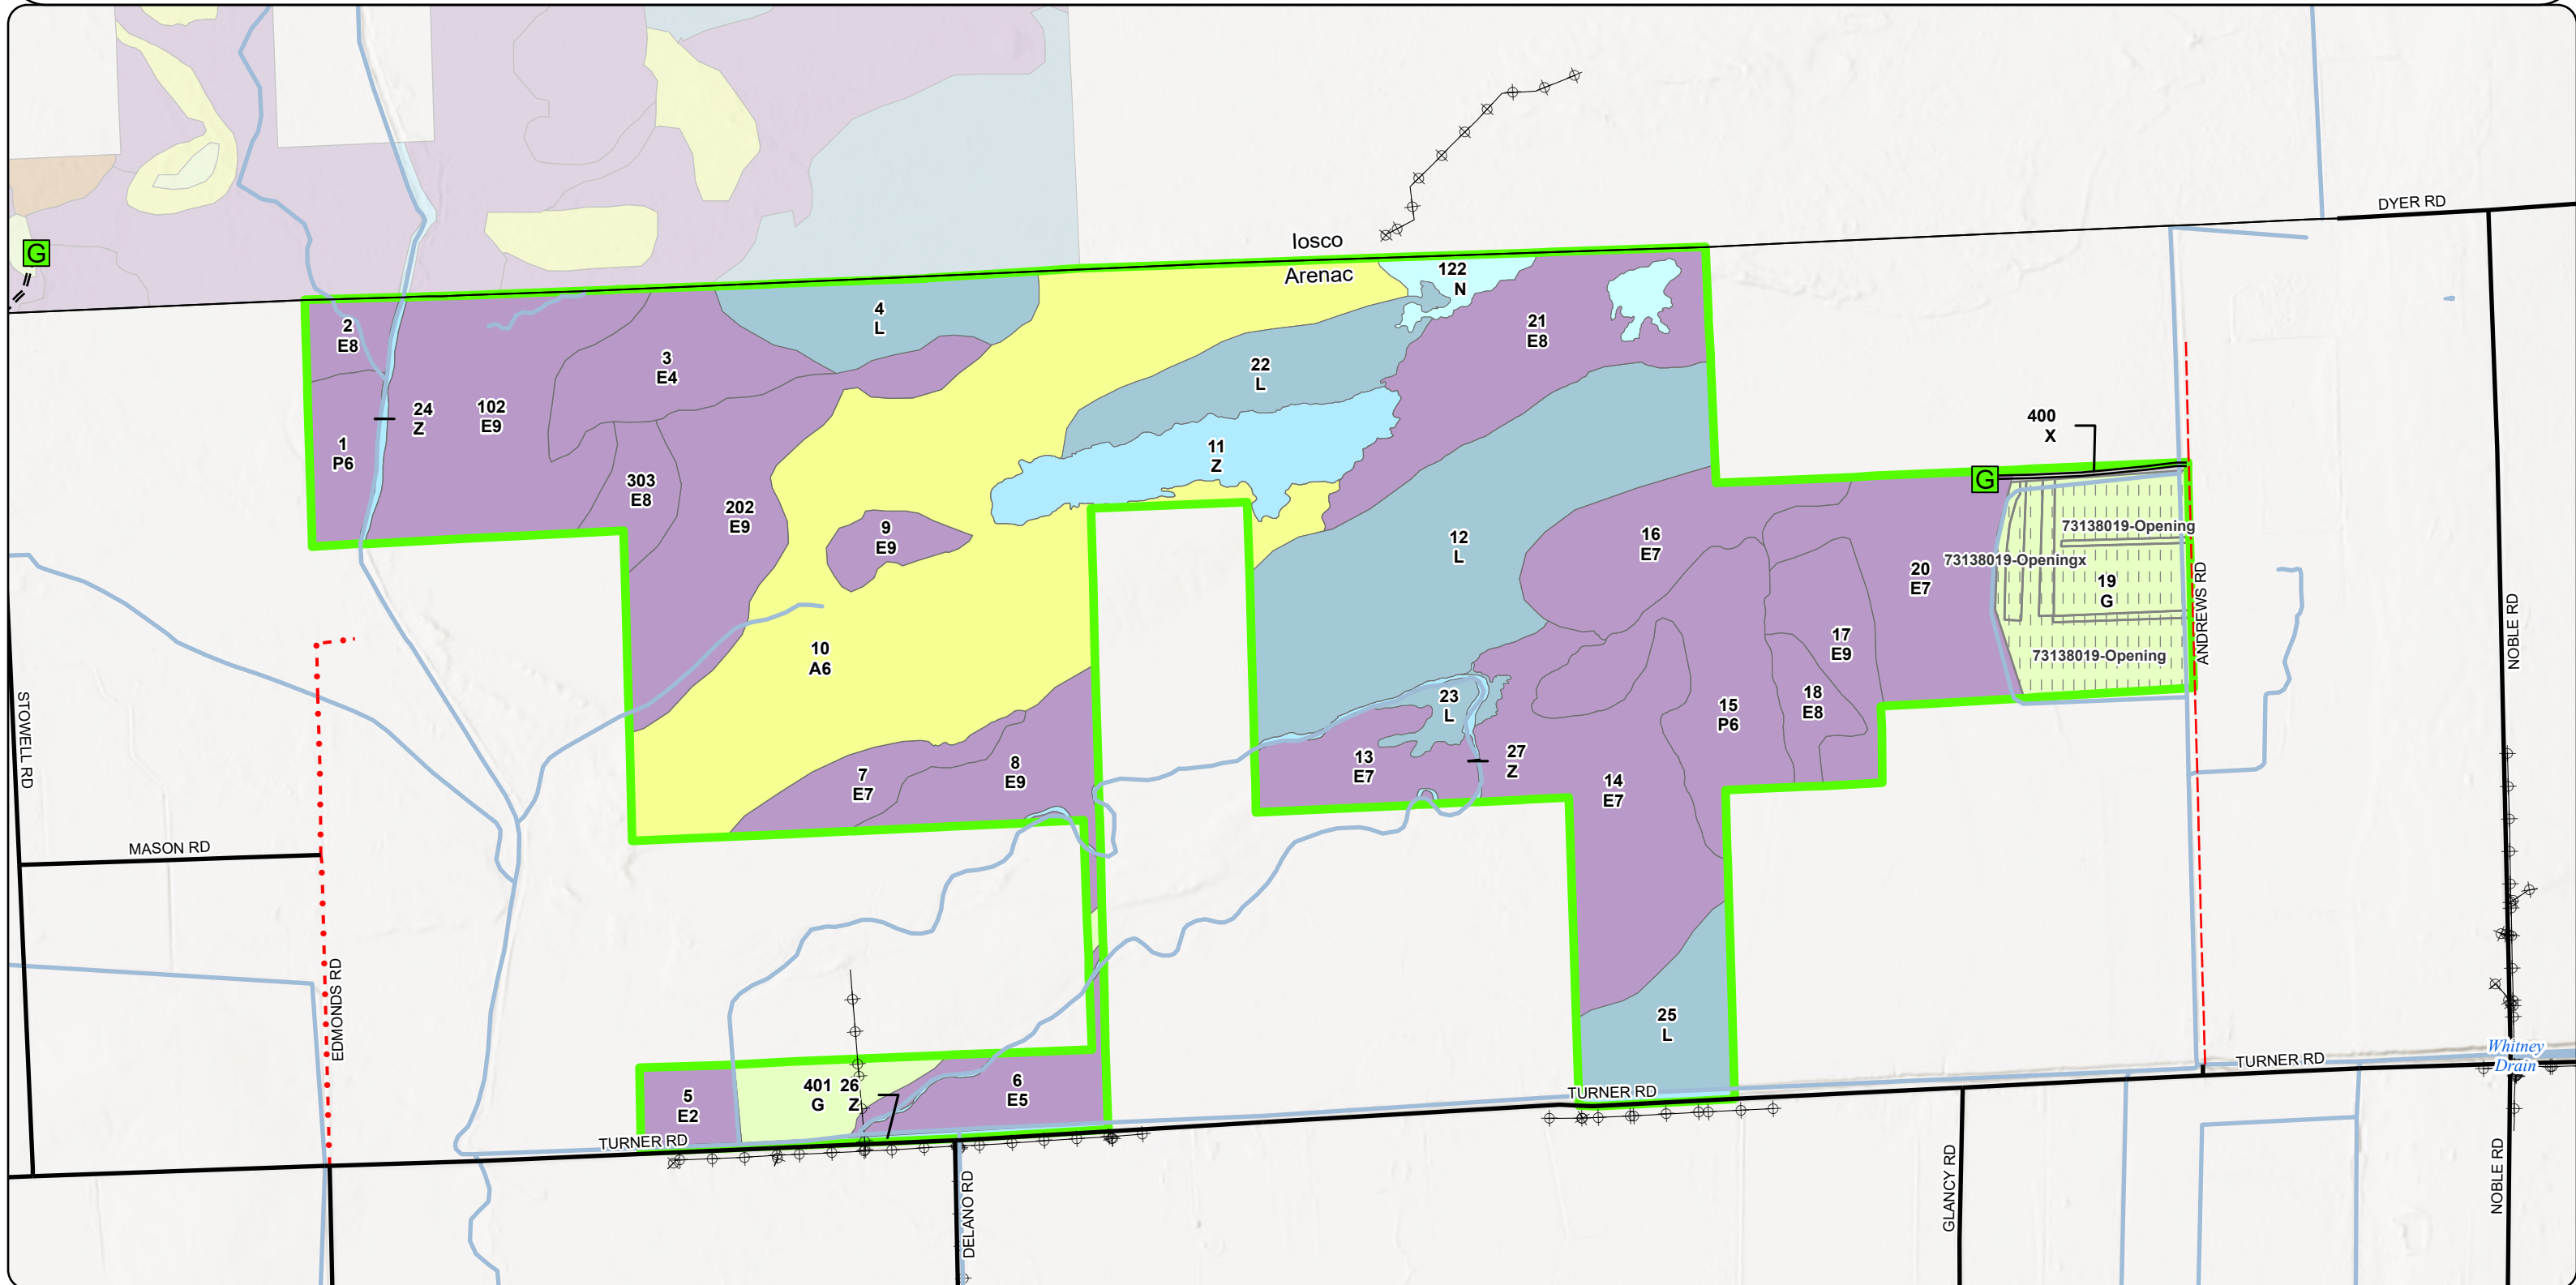 DYER RD
Iosco
G
122
N
Arenac
4
L
2
E8
21
E8
3
E4
22
L
24
Z
102
E9
400
X
1
P6
11
Z
303
E8
G
202
E9
9
E9
73138019-Opening
16
E7
12
L
73138019-Openingx
20
E7
19
G
ANDREWS RD
NOBLE RD
10
A6
17
E9
73138019-Opening
23
L
18
E8
15
P6
STOWELL RD
27
Z
13
E7
8
E9
7
E7
14
E7
MASON RD
EDMONDS RD
25
L
Whitney
Drain
TURNER RD
6
E5
401
G
26
Z
5
E2
TURNER RD
TURNER RD
DELANO RD
GLANCY RD
NOBLE RD